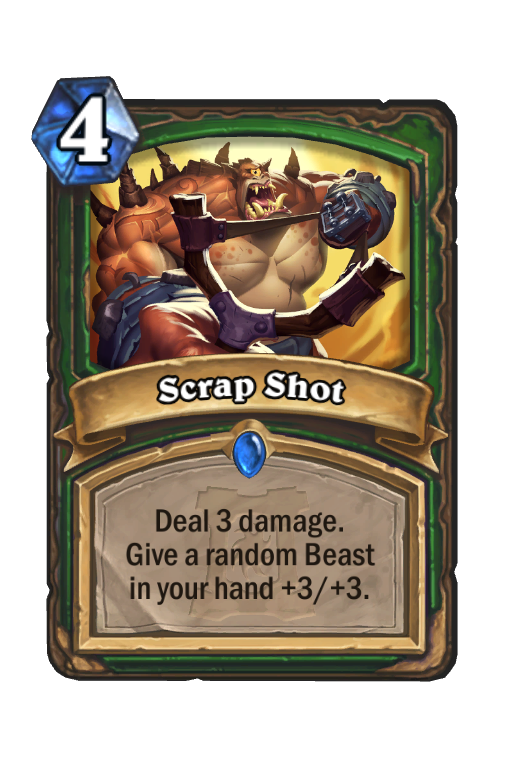 4
Scrap Shot
Deal 3 damage.
Give a random Beast
in your hand +3/+3.